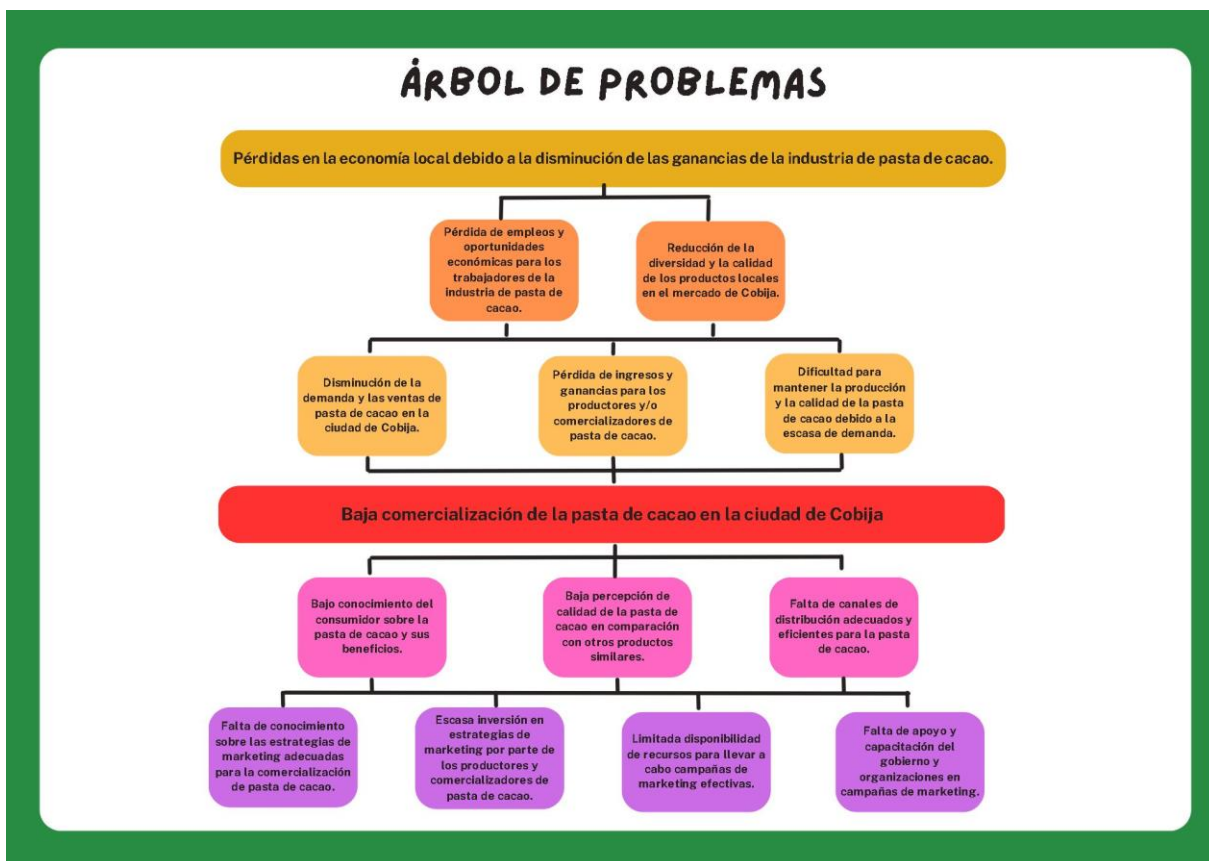 ÁRBOL DE PROBLEMAS
Pérdidas en la economía local debido a la disminución de las ganancias de la industria de pasta de cacao.
Pérdida de empleos y
oportunidades
económicas para los
trabajadores de la
industria de pasta de
cacao.
Reducción de la
diversidad y la calidad
de los productos locales
en el mercado de Cobija.
Disminución de la
demanda y las ventas de
pasta de cacao en la
ciudad de Cobija.
Pérdida de ingresos y
ganancias para los
productores y/o
comercializadores de
pasta de cacao.
Dificultad para
mantener la producción
y la calidad de la pasta
de cacao debido a la
escasa de demanda.
Baja comercialización de la pasta de cacao en la ciudad de Cobija
Bajo conocimiento del
consumidor sobre la
pasta de cacao y sus
beneficios.
Baja percepción de
calidad de la pasta de
cacao en comparación
con otros productos
similares.
Falta de canales de
distribución adecuados y
eficientes para la pasta
de cacao.
Falta de conocimiento
sobre las estrategias de
marketing adecuadas
para la comercialización
de pasta de cacao.
Escasa inversión en
estrategias de
marketing por parte de
los productores y
comercializadores de
pasta de cacao.
Limitada disponibilidad
de recursos para llevar a
cabo campañas de
marketing efectivas.
Falta de apoyo y
capacitación del
gobierno y
organizaciones en
campañas de marketing.